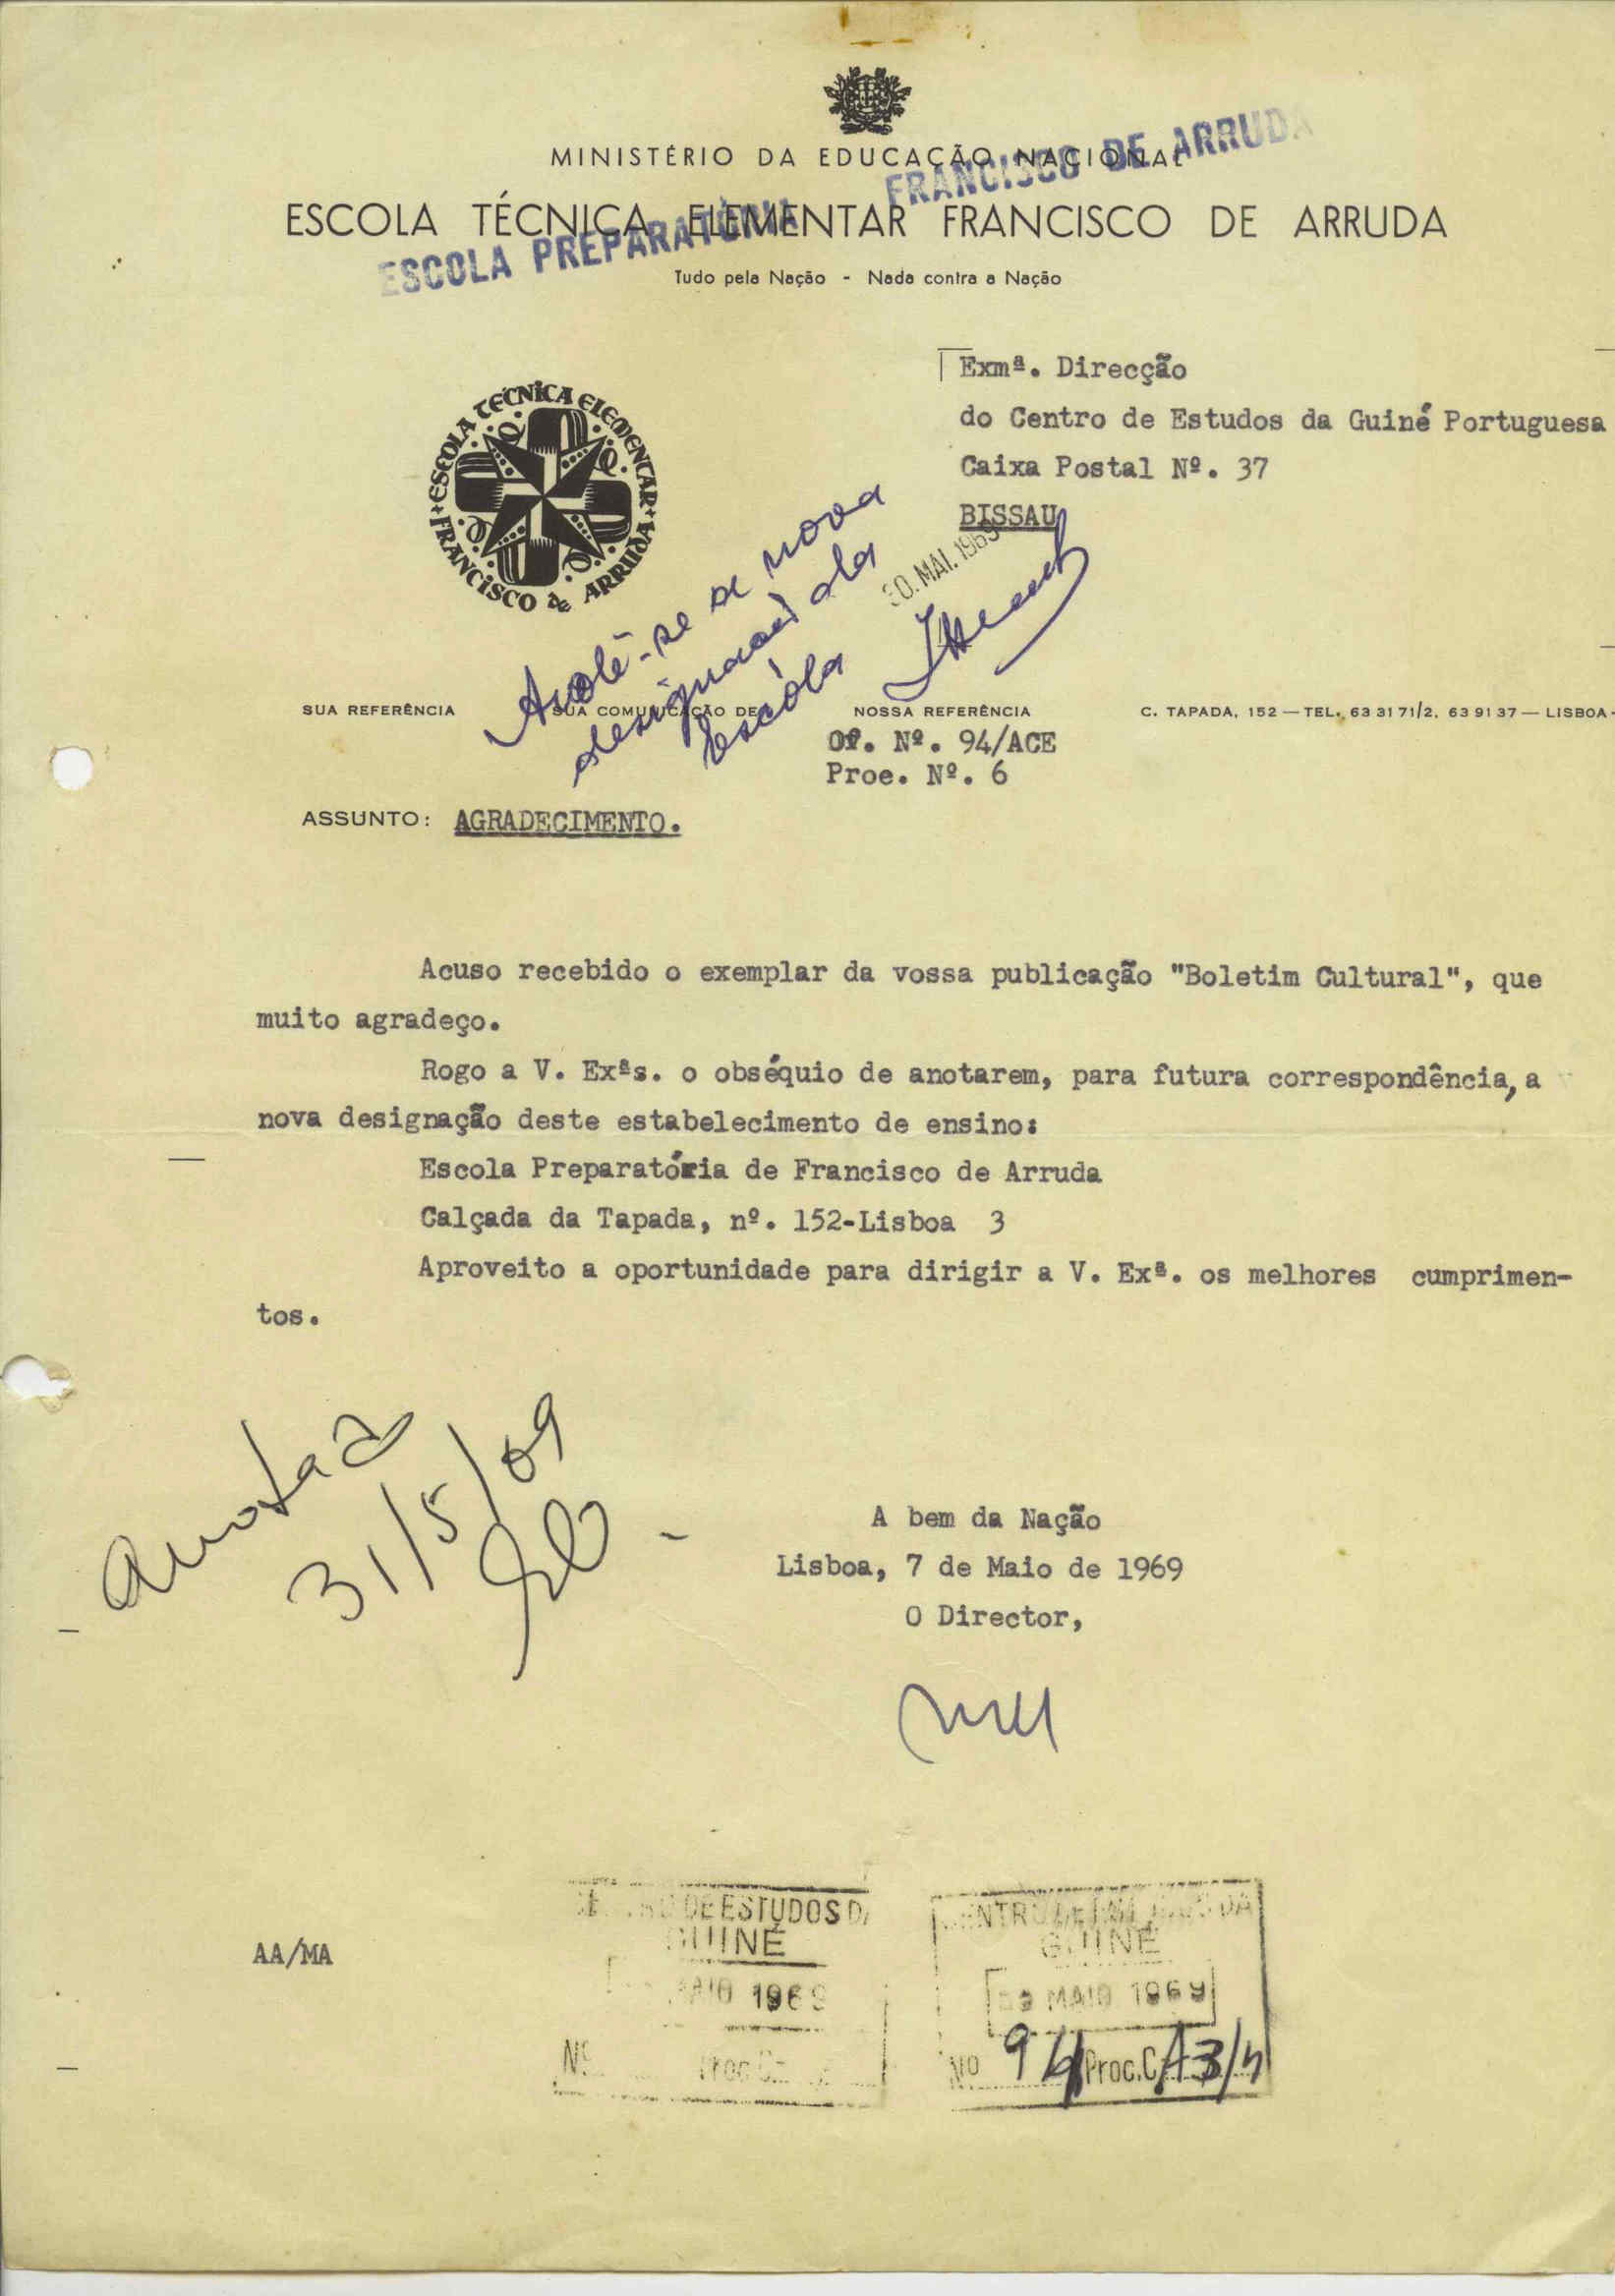 MINISTÉRIO DA EDUCAÇÃO NACIONAL
ESCOLA TÉCNICA ELEMENTAR FRANCISCO DE ARRUDA
ESCOLA PREPARATÓRIA FRANCISCO DE ARRUDA
Tudo pela Nação - Nada contra a Nação
Exmª. Direcção
do Centro de Estudos da Guiné Portuguesa
Caixa Postal Nº. 37
BISSAU
ESCOLA TÉCNICA ELEMENTAR
FRANCISCO de ARRUDA
30. MAI. 1969
Anote-se a nova
designação da
Escola
SUA REFERÊNCIA
SUA COMUNICAÇÃO DE
NOSSA REFERÊNCIA
C. TAPADA, 152 — TEL. 63 31 71/2, 63 91 37 — LISBOA-
Of. Nº. 94/ACE
Proe. Nº. 6
ASSUNTO: AGRADECIMENTO.
Acuso recebido o exemplar da vossa publicação "Boletim Cultural", que
muito agradeço.
Rogo a V. Exªs. o obséquio de anotarem, para futura correspondência, a
nova designação deste estabelecimento de ensino:
Escola Preparatória de Francisco de Arruda
Calçada da Tapada, nº. 152-Lisboa 3
Aproveito a oportunidade para dirigir a V. Exª. os melhores cumprimen-
tos.
Anotado
31/5/69
A bem da Nação
Lisboa, 7 de Maio de 1969
O Director,
AA/MA
CENTRO DE ESTUDOS DA
GUINÉ
MAIO 1969
Nº Proc. C
CENTRO DE ESTUDOS DA
GUINÉ
MAIO 1969
Nº Proc. C